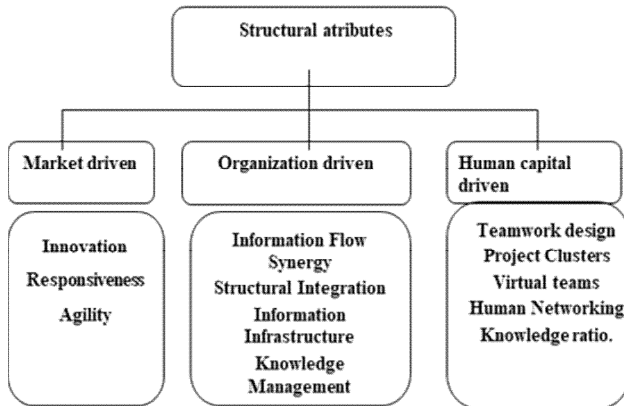 Structural atributes
Market driven
Organization driven
Human capital
driven
Innovation
Responsiveness
Agility
Information Flow
Synergy
Structural Integration
Information
Infrastructure
Knowledge
Management
Teamwork design
Project Clusters
Virtual teams
Human Networking
Knowledge ratio.